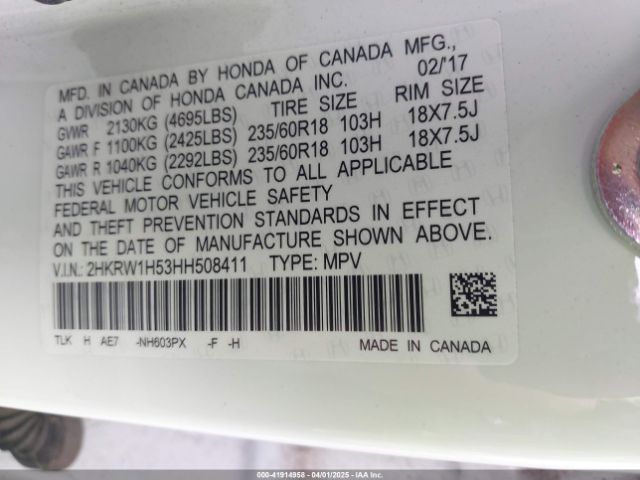 MFD. IN CANADA BY HONDA OF CANADA MFG.,
A DIVISION OF HONDA CANADA INC. 02/'17
GVWR 2130KG (4695LBS) TIRE SIZE RIM SIZE
GAWR F 1100KG (2425LBS) 235/60R18 103H 18X7.5J
GAWR R 1040KG (2292LBS) 235/60R18 103H 18X7.5J
THIS VEHICLE CONFORMS TO ALL APPLICABLE
FEDERAL MOTOR VEHICLE SAFETY
AND THEFT PREVENTION STANDARDS IN EFFECT
ON THE DATE OF MANUFACTURE SHOWN ABOVE.
V.I.N.: 2HKRW1H53HH508411 TYPE: MPV
TLK H AE7 -NH603PX -F -H MADE IN CANADA
000-41914958 | 04/01/2025 | IAA Inc.